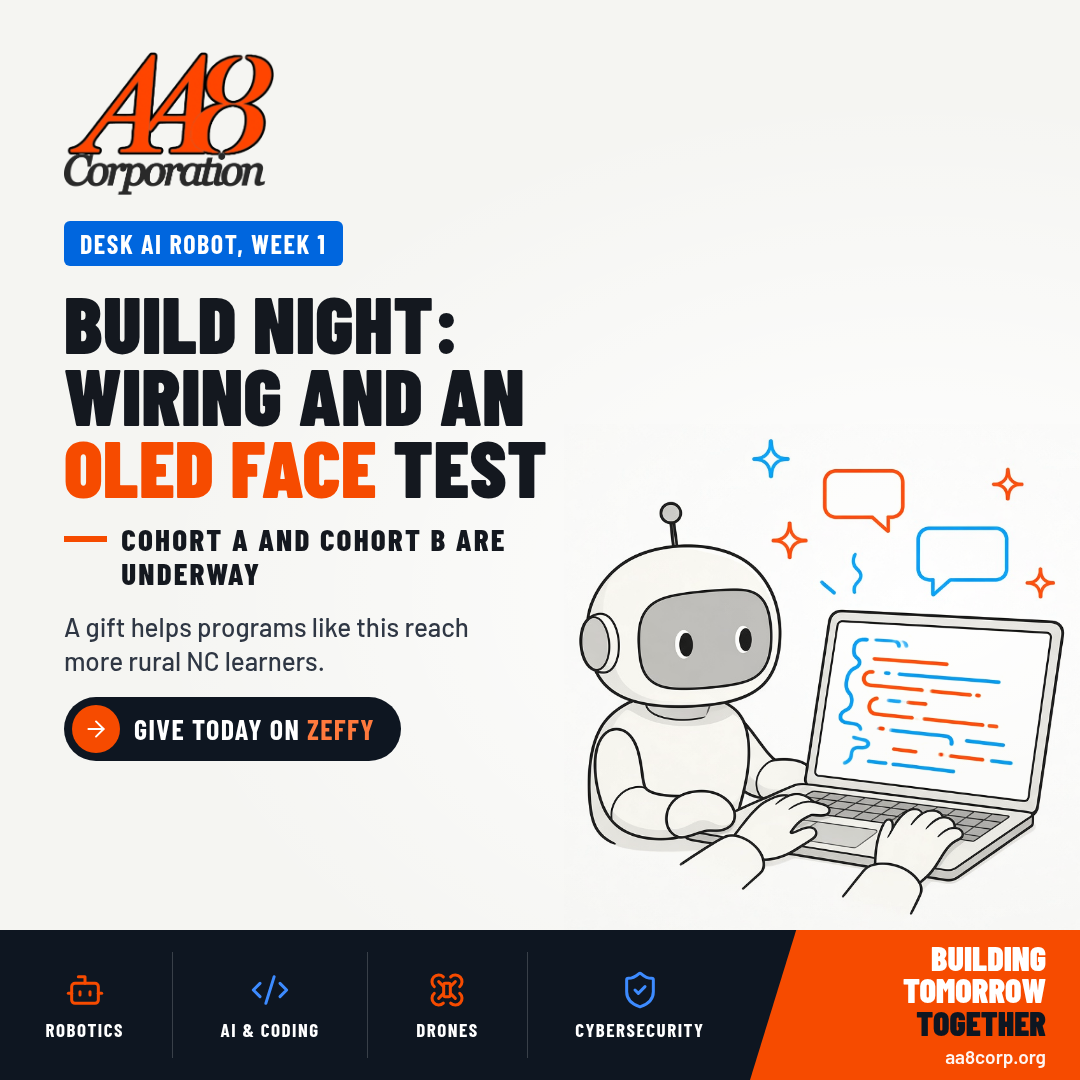 AA8
Corporation
DESK AI ROBOT, WEEK 1
BUILD NIGHT:
WIRING AND AN
OLED FACE TEST
COHORT A AND COHORT B ARE
UNDERWAY
A gift helps programs like this reach
more rural NC learners.
GIVE TODAY ON ZEFFY
ROBOTICS
AI & CODING
DRONES
CYBERSECURITY
BUILDING
TOMORROW
TOGETHER
aa8corp.org